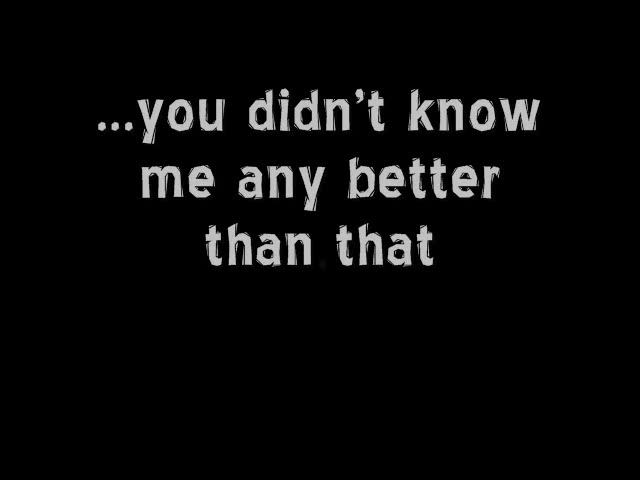 ...you didn't know
me any better
than that